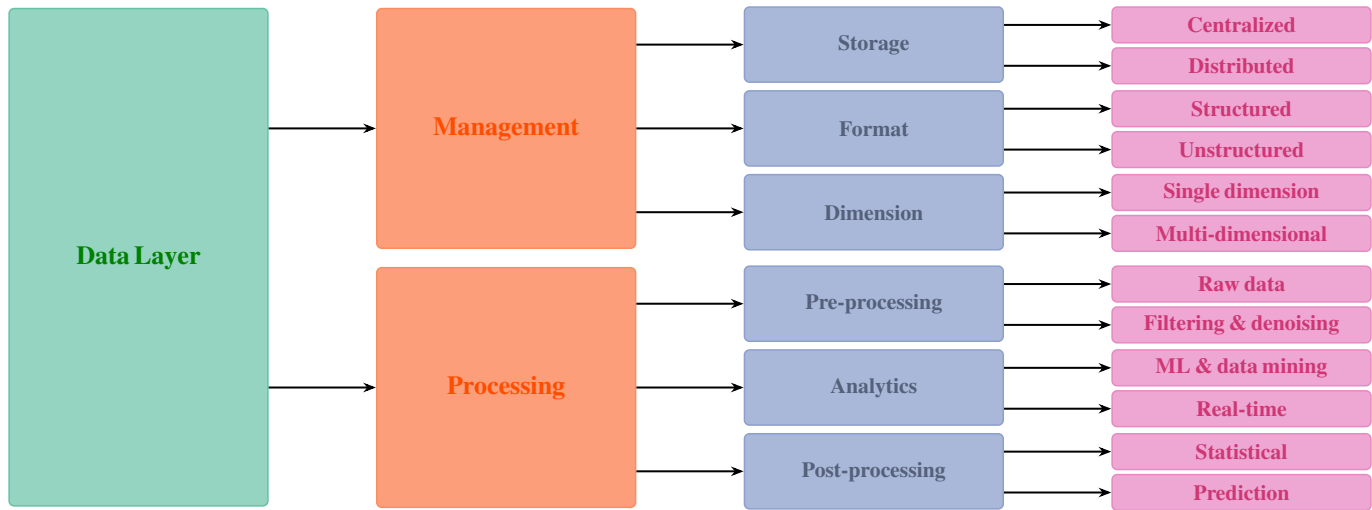 Data Layer
Management
Storage
Centralized
Distributed
Format
Structured
Unstructured
Dimension
Single dimension
Multi-dimensional
Processing
Pre-processing
Raw data
Filtering & denoising
Analytics
ML & data mining
Real-time
Post-processing
Statistical
Prediction